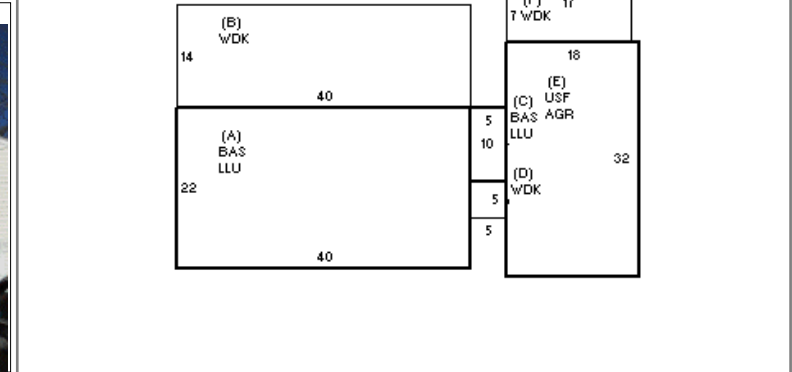 (F) 17
7 WDK
(B)
WDK
14
40
18
(E)
USF
AGR
(C)
BAS
LLU
5
10
(A)
BAS
LLU
22
32
(D)
WDK
5
5
40